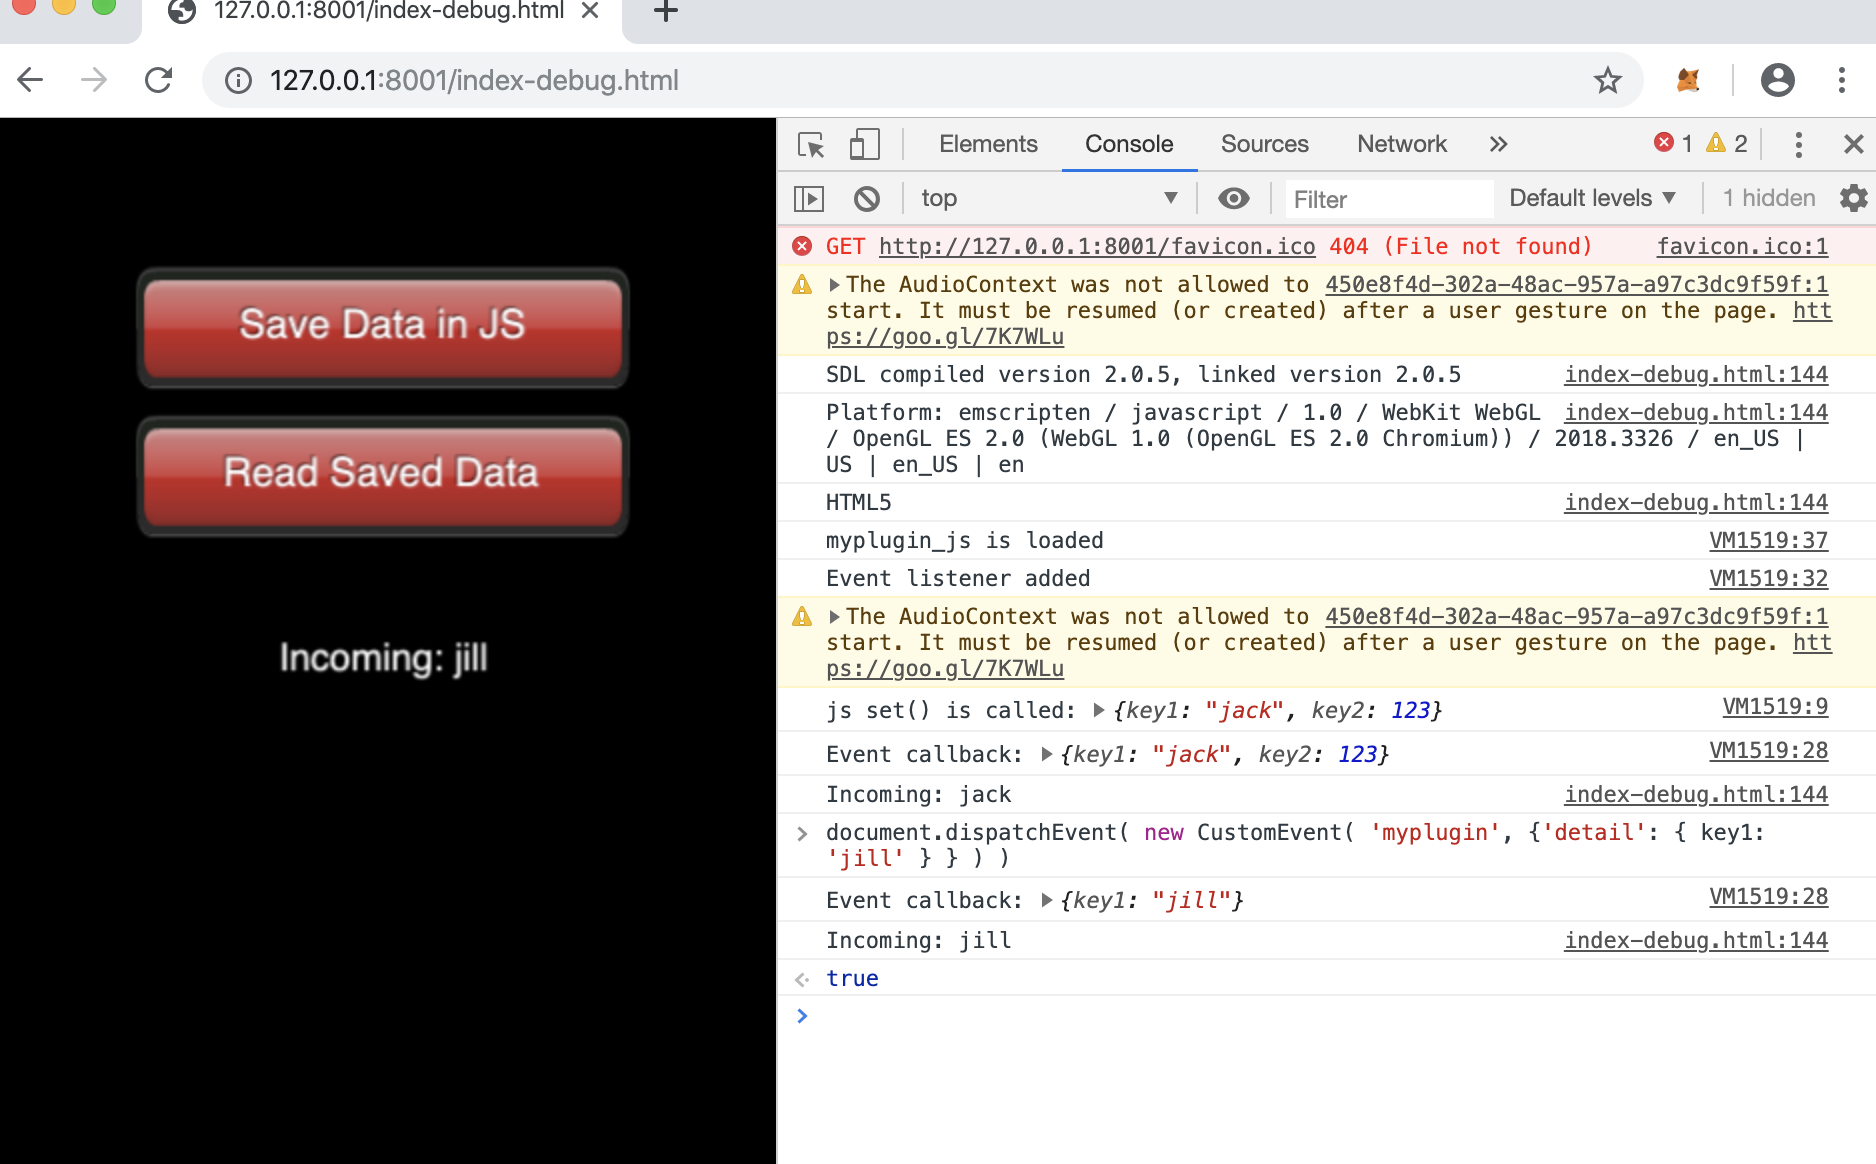 127.0.0.1:8001/index-debug.html
127.0.0.1:8001/index-debug.html
Save Data in JS
Read Saved Data
Incoming: jill
Elements Console Sources Network 1 2
top Filter Default levels 1 hidden
GET http://127.0.0.1:8001/favicon.ico 404 (File not found) favicon.ico:1
The AudioContext was not allowed to 450e8f4d-302a-48ac-957a-a97c3dc9f59f:1
start. It must be resumed (or created) after a user gesture on the page. htt
ps://goo.gl/7K7WLu
SDL compiled version 2.0.5, linked version 2.0.5 index-debug.html:144
Platform: emscripten / javascript / 1.0 / WebKit WebGL index-debug.html:144
/ OpenGL ES 2.0 (WebGL 1.0 (OpenGL ES 2.0 Chromium)) / 2018.3326 / en_US |
US | en_US | en
HTML5 index-debug.html:144
myplugin_js is loaded VM1519:37
Event listener added VM1519:32
The AudioContext was not allowed to 450e8f4d-302a-48ac-957a-a97c3dc9f59f:1
start. It must be resumed (or created) after a user gesture on the page. htt
ps://goo.gl/7K7WLu
js set() is called: {key1: "jack", key2: 123} VM1519:9
Event callback: {key1: "jack", key2: 123} VM1519:28
Incoming: jack index-debug.html:144
document.dispatchEvent( new CustomEvent( 'myplugin', {'detail': { key1:
'jill' } } ) )
Event callback: {key1: "jill"} VM1519:28
Incoming: jill index-debug.html:144
true